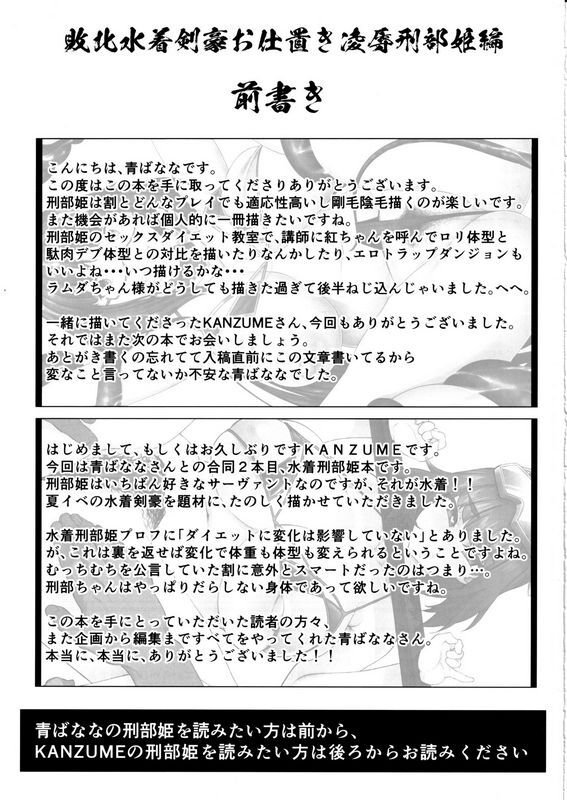 敗北水着剣豪お仕置き凌辱刑部姫編
前書き
こんにちは、青ばななです。
この度はこの本を手に取ってくださりありがとうございます。
刑部姫は割とどんなプレイでも適応性高いし剛毛陰毛描くのが楽しいです。
また機会があれば個人的に一冊描きたいですね。
刑部姫のセックスダイエット教室で、講師に紅ちゃんを呼んでロリ体型と
駄肉デブ体型との対比を描いたりなんかしたり、エロトラップダンジョンも
いいよね・・・いつ描けるかな・・・
ラムダちゃん様がどうしても描きた過ぎて後半ねじ込んじゃいました。へへ。
一緒に描いてくださったKANZUMEさん、今回もありがとうございました。
それではまた次の本でお会いしましょう。
あとがき書くの忘れてて入稿直前にこの文章書いてるから
変なこと言ってないか不安な青ばななでした。
はじめまして、もしくはお久しぶりですKANZUMEです。
今回は青ばななさんとの合同２本目、水着刑部姫本です。
刑部姫はいちばん好きなサーヴァントなのですが、それが水着！！
夏イベの水着剣豪を題材に、たのしく描かせていただきました。
水着刑部姫プロフに「ダイエットに変化は影響していない」とありました。
が、これは裏を返せば変化で体重も体型も変えられるということですよね。
むっちむちを公言していた割に意外とスマートだったのはつまり…。
刑部ちゃんはやっぱりだらしない身体であって欲しいですね。
この本を手にとっていただいた読者の方々、
また企画から編集まですべてをやってくれた青ばななさん。
本当に、本当に、ありがとうございました！！
青ばななの刑部姫を読みたい方は前から、
KANZUMEの刑部姫を読みたい方は後ろからお読みください